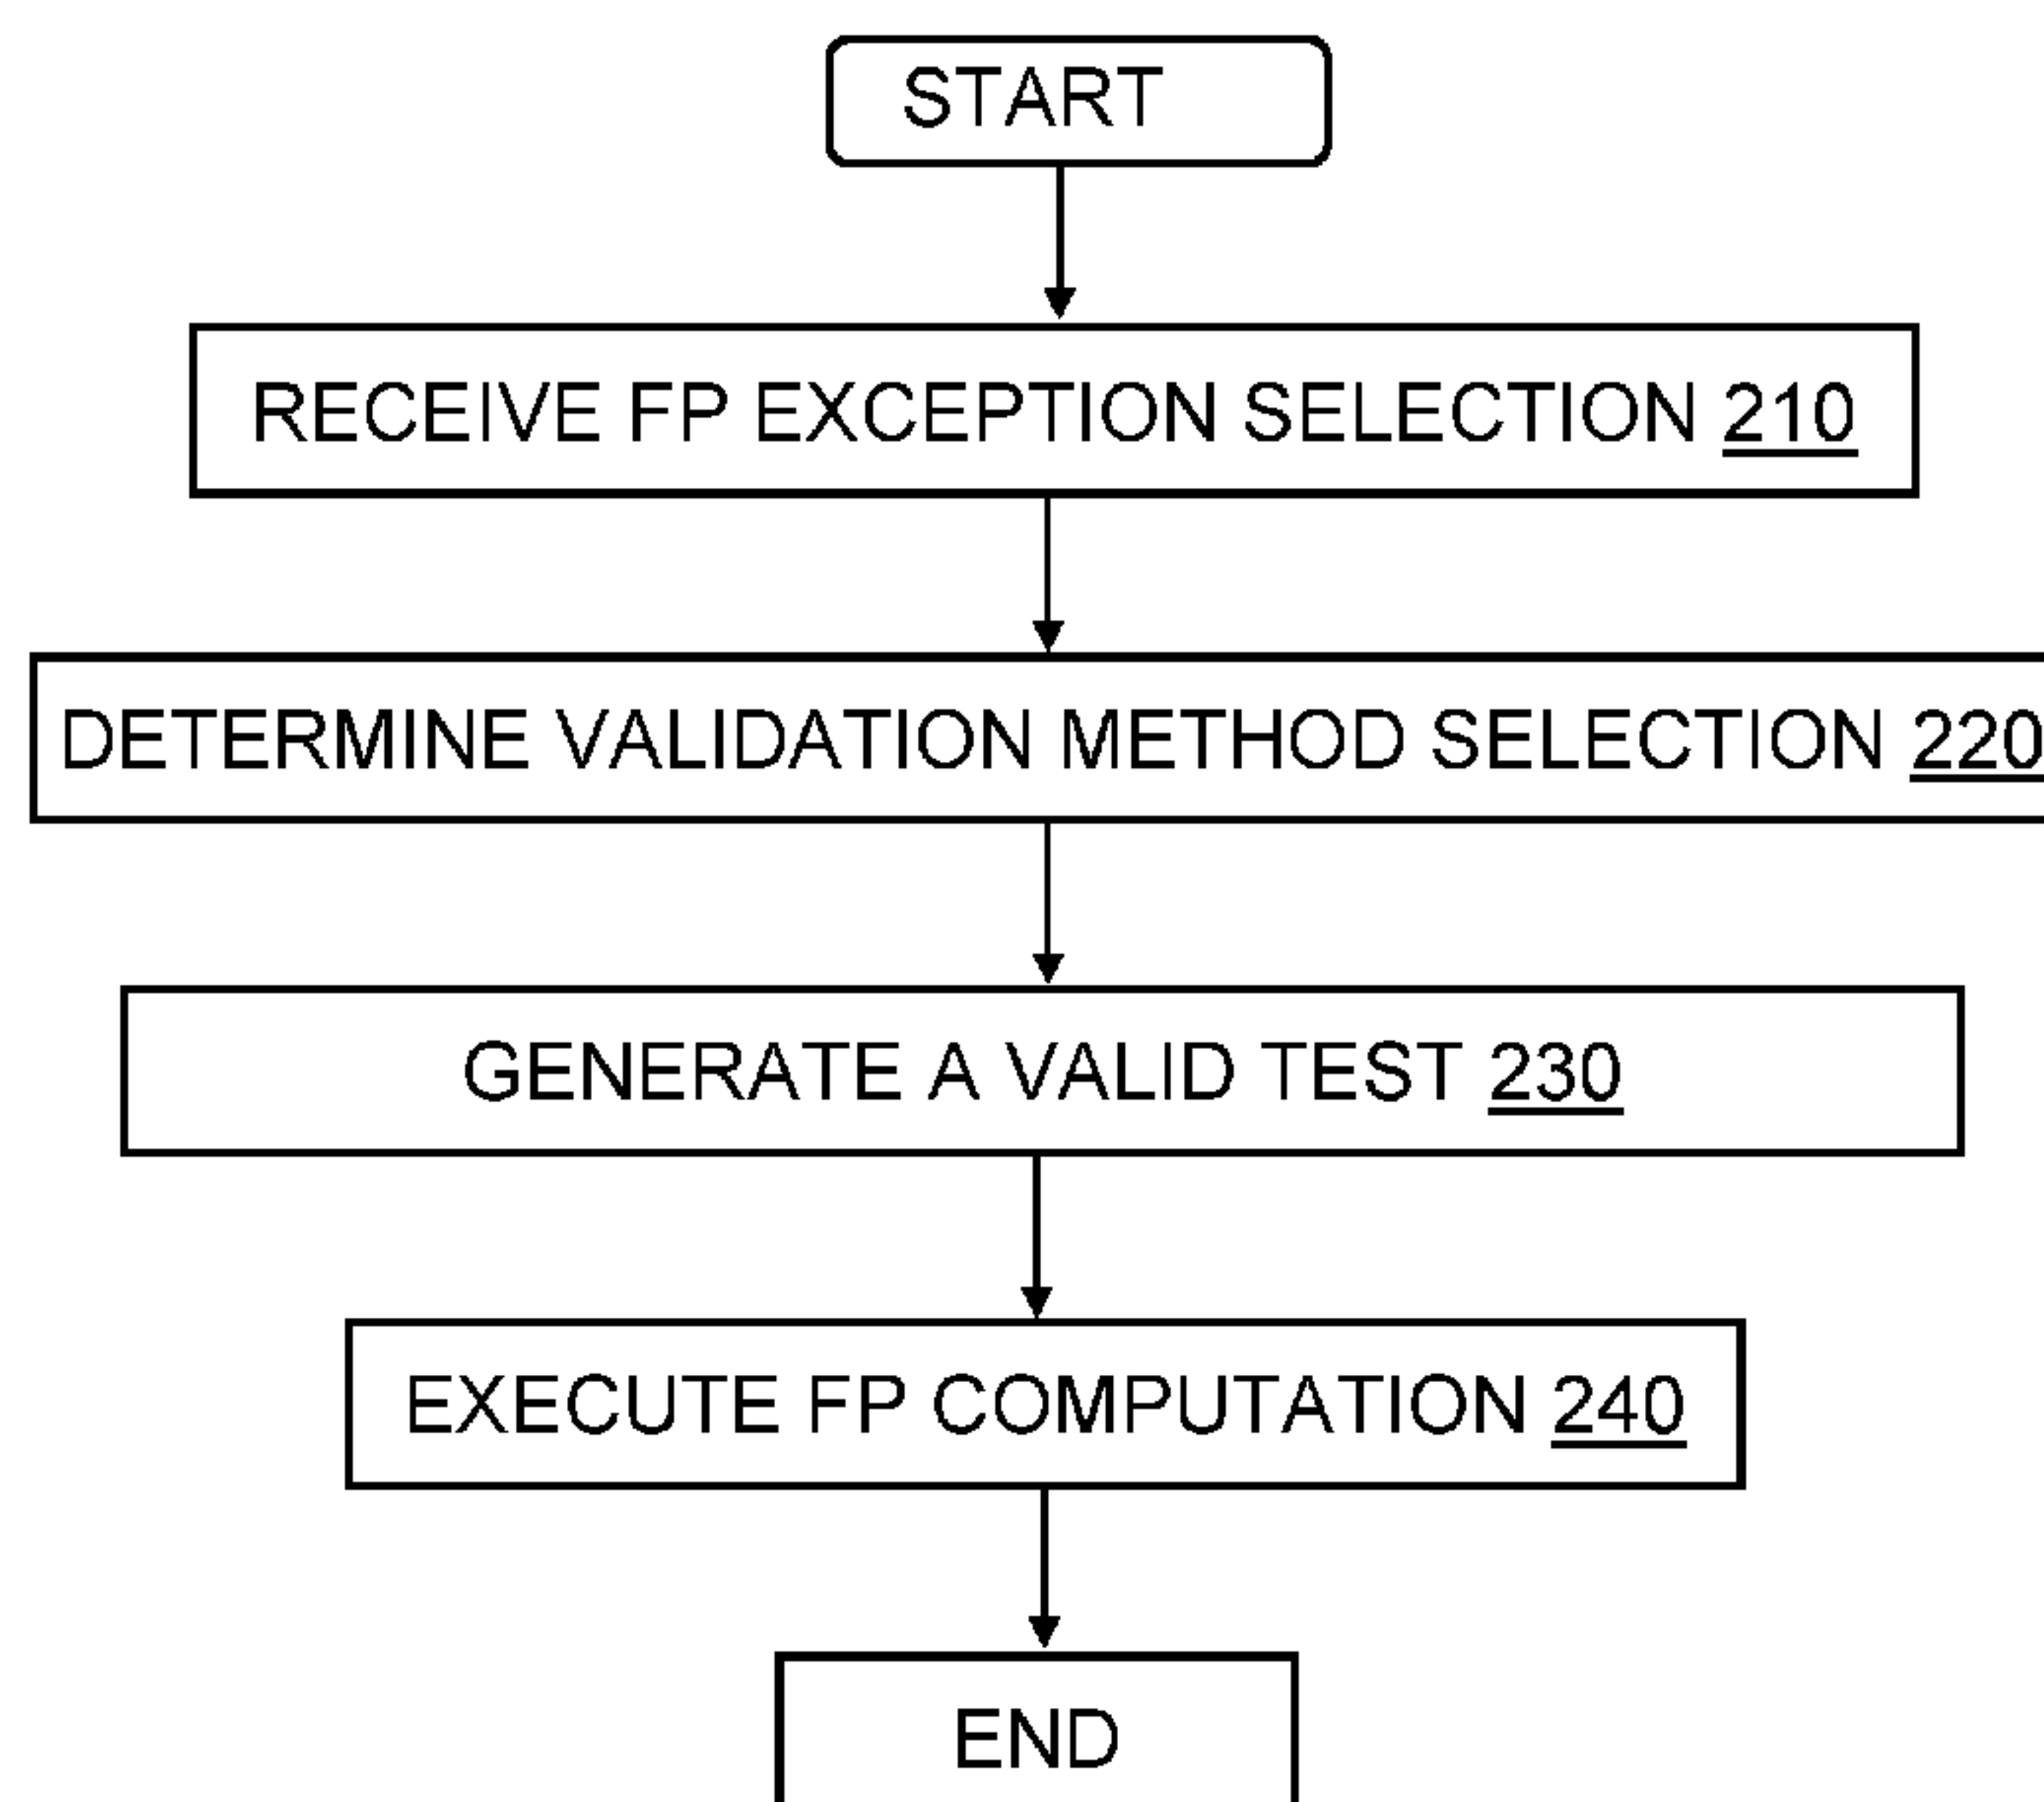 START
RECEIVE FP EXCEPTION SELECTION 210
DETERMINE VALIDATION METHOD SELECTION 220
GENERATE A VALID TEST 230
EXECUTE FP COMPUTATION 240
END